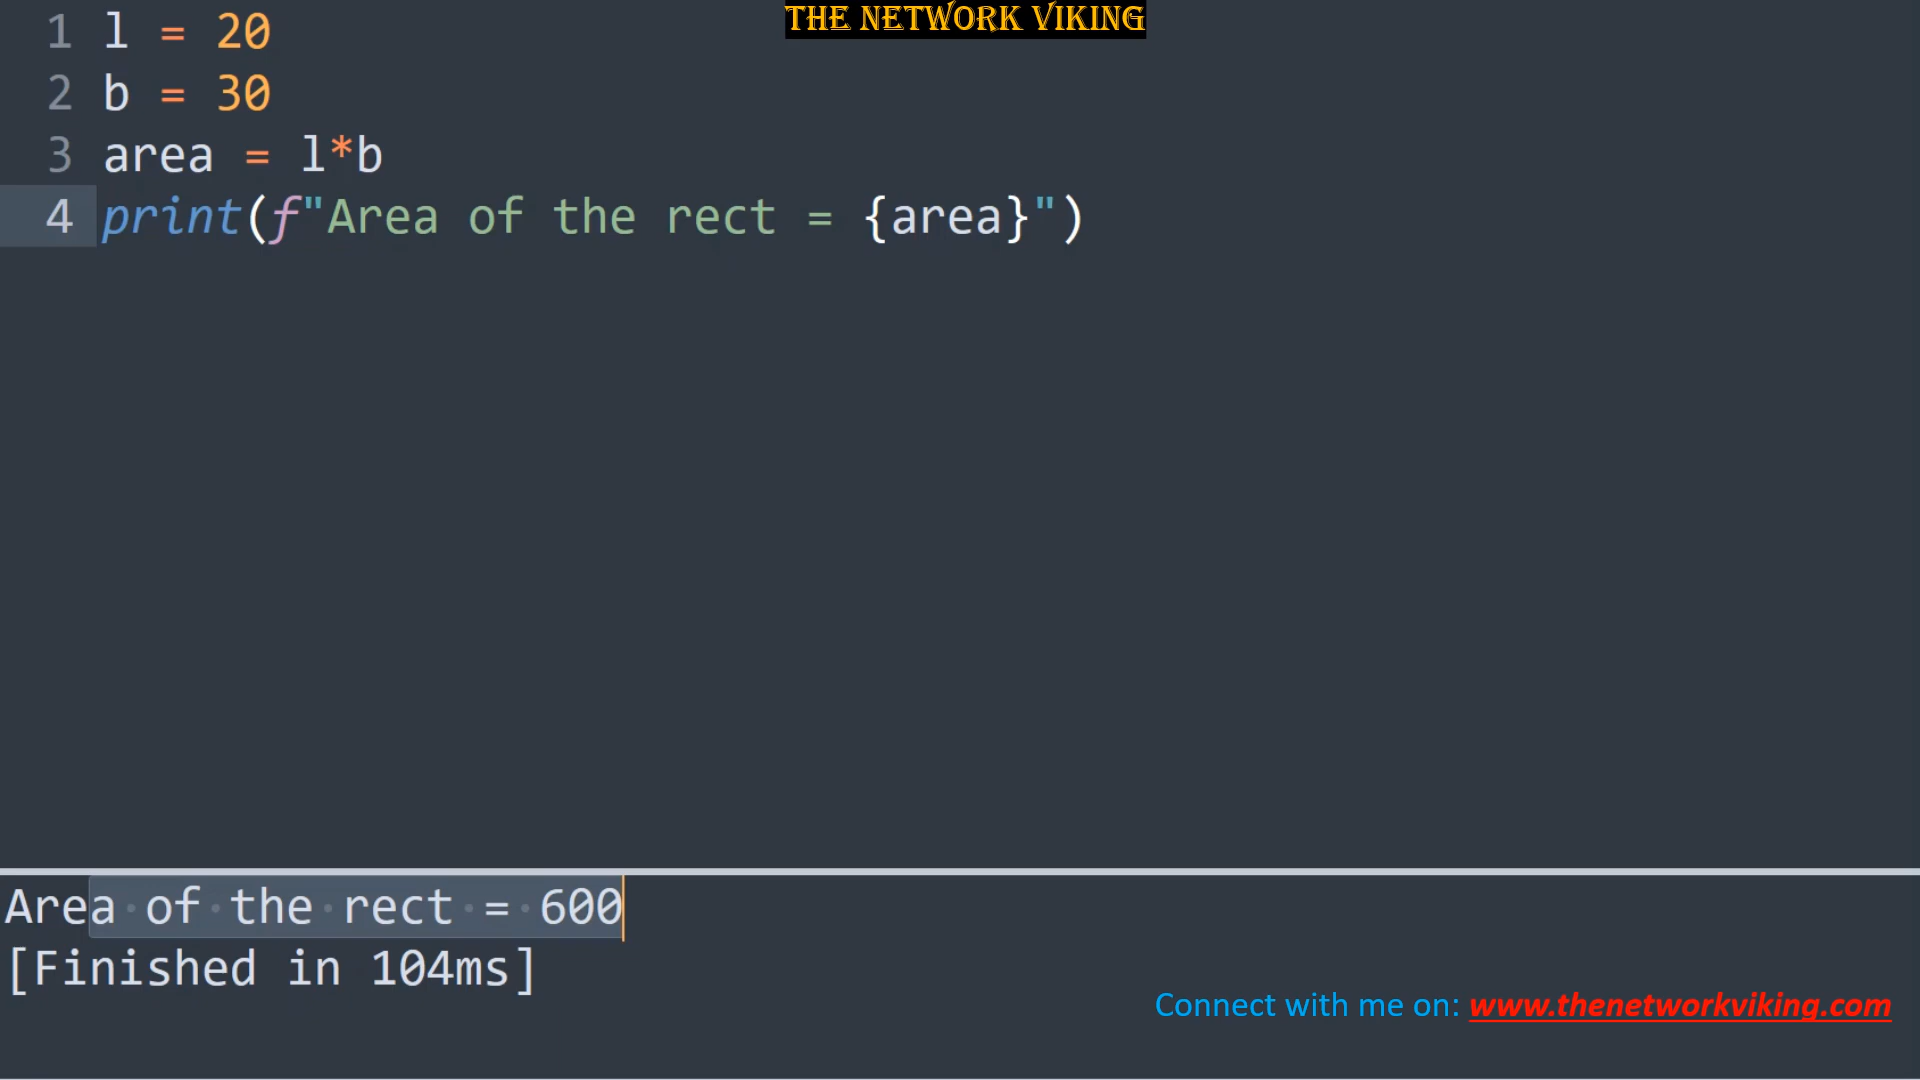 THE NETWORK VIKING
1 l = 20
2 b = 30
3 area = l*b
4 print(f"Area of the rect = {area}")
Area of the rect = 600
[Finished in 104ms]
Connect with me on: www.thenetworkviking.com